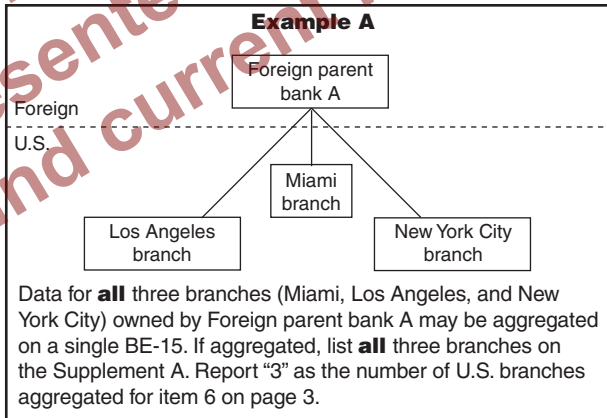 Example A
Foreign parent
bank A
Foreign
U.S.
Miami
branch
Los Angeles
branch
New York City
branch
Data for all three branches (Miami, Los Angeles, and New
York City) owned by Foreign parent bank A may be aggregated
on a single BE-15. If aggregated, list all three branches on
the Supplement A. Report “3” as the number of U.S. branches
aggregated for item 6 on page 3.